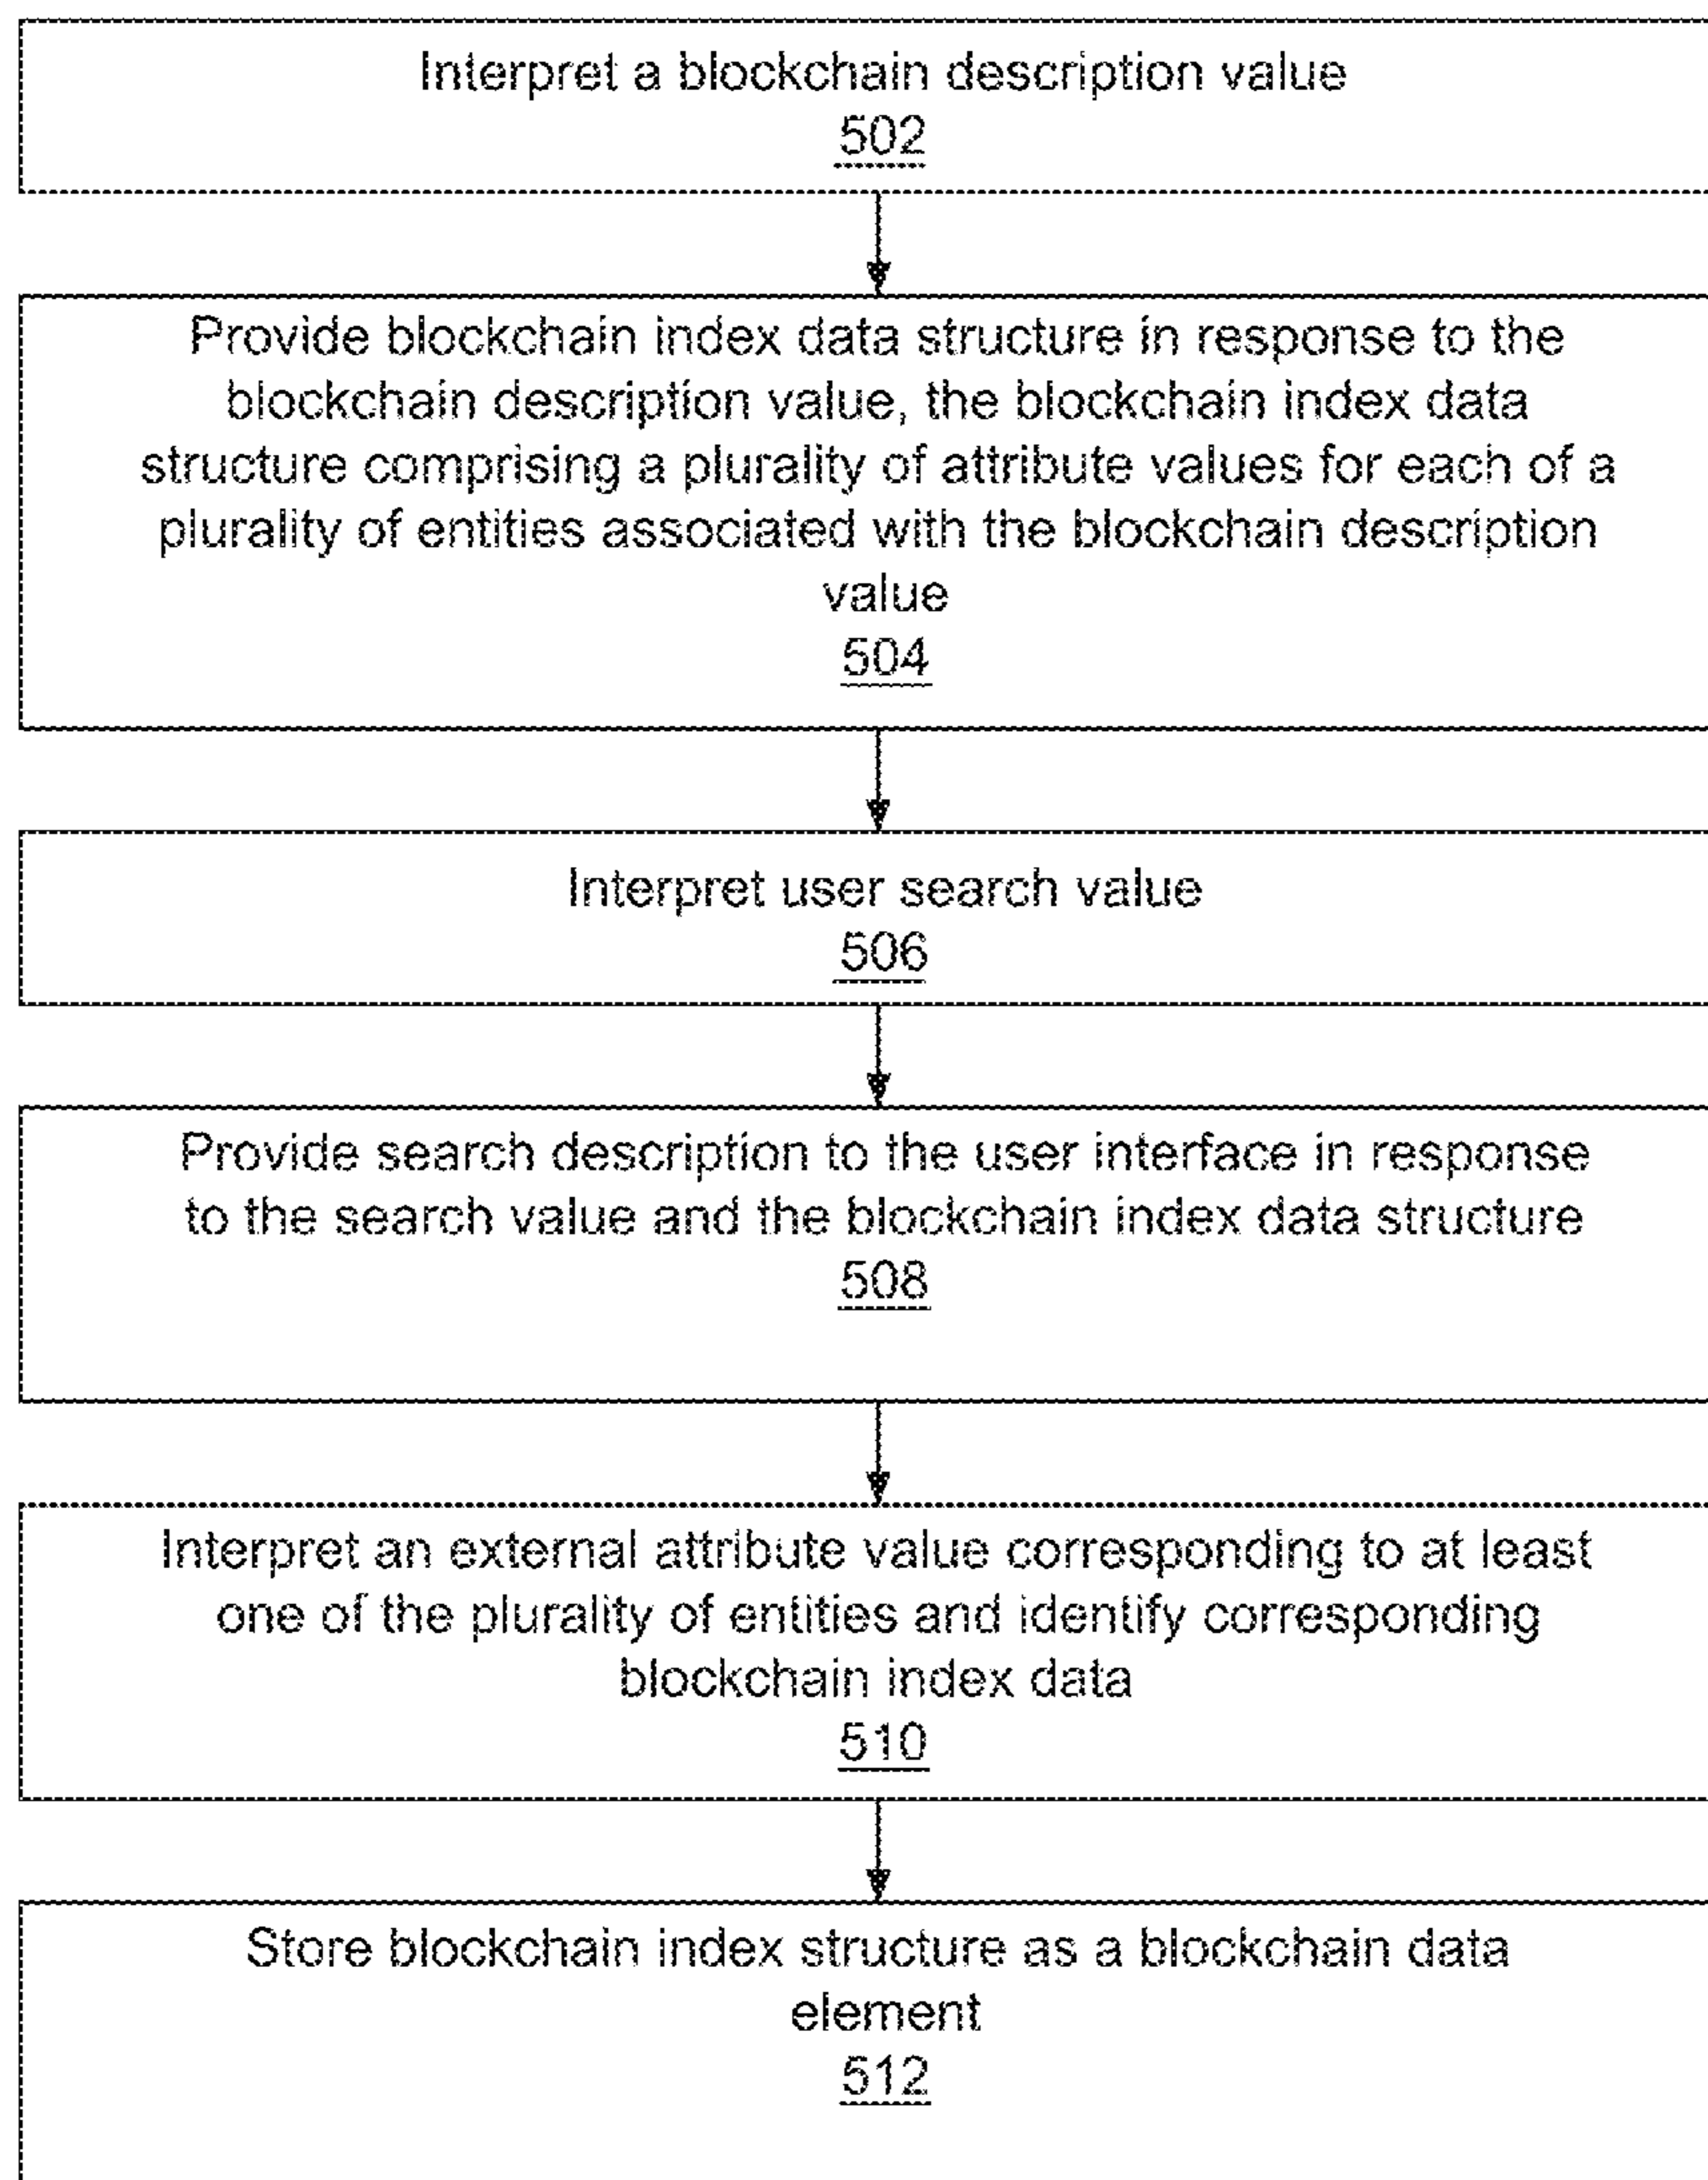 Interpret a blockchain description value
502
Provide blockchain index data structure in response to the
blockchain description value, the blockchain index data
structure comprising a plurality of attribute values for each of a
plurality of entities associated with the blockchain description
value
504
Interpret user search value
506
Provide search description to the user interface in response
to the search value and the blockchain index data structure
508
Interpret an external attribute value corresponding to at least
one of the plurality of entities and identify corresponding
blockchain index data
510
Store blockchain index structure as a blockchain data
element
512